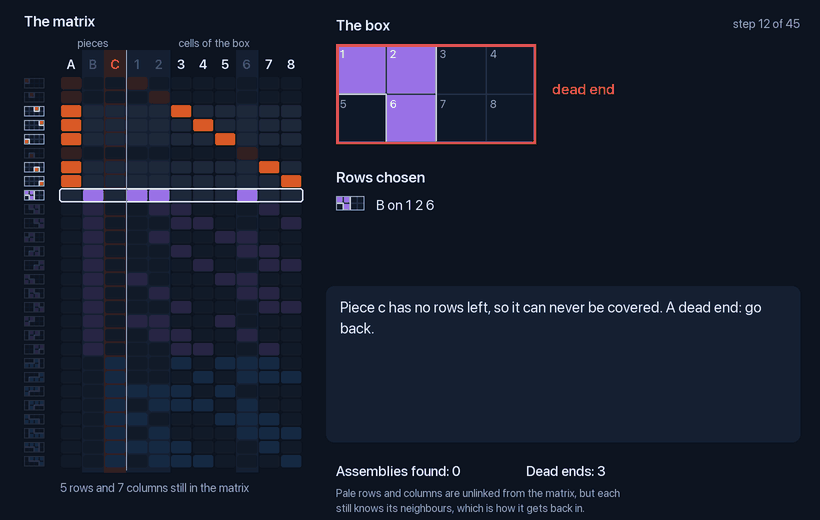 The matrix
pieces
cells of the box
A B C 1 2 3 4 5 6 7 8
5 rows and 7 columns still in the matrix
The box
step 12 of 45
1 2 3 4
5 6 7 8
dead end
Rows chosen
B on 1 2 6
Piece c has no rows left, so it can never be covered. A dead end: go
back.
Assemblies found: 0
Dead ends: 3
Pale rows and columns are unlinked from the matrix, but each
still knows its neighbours, which is how it gets back in.